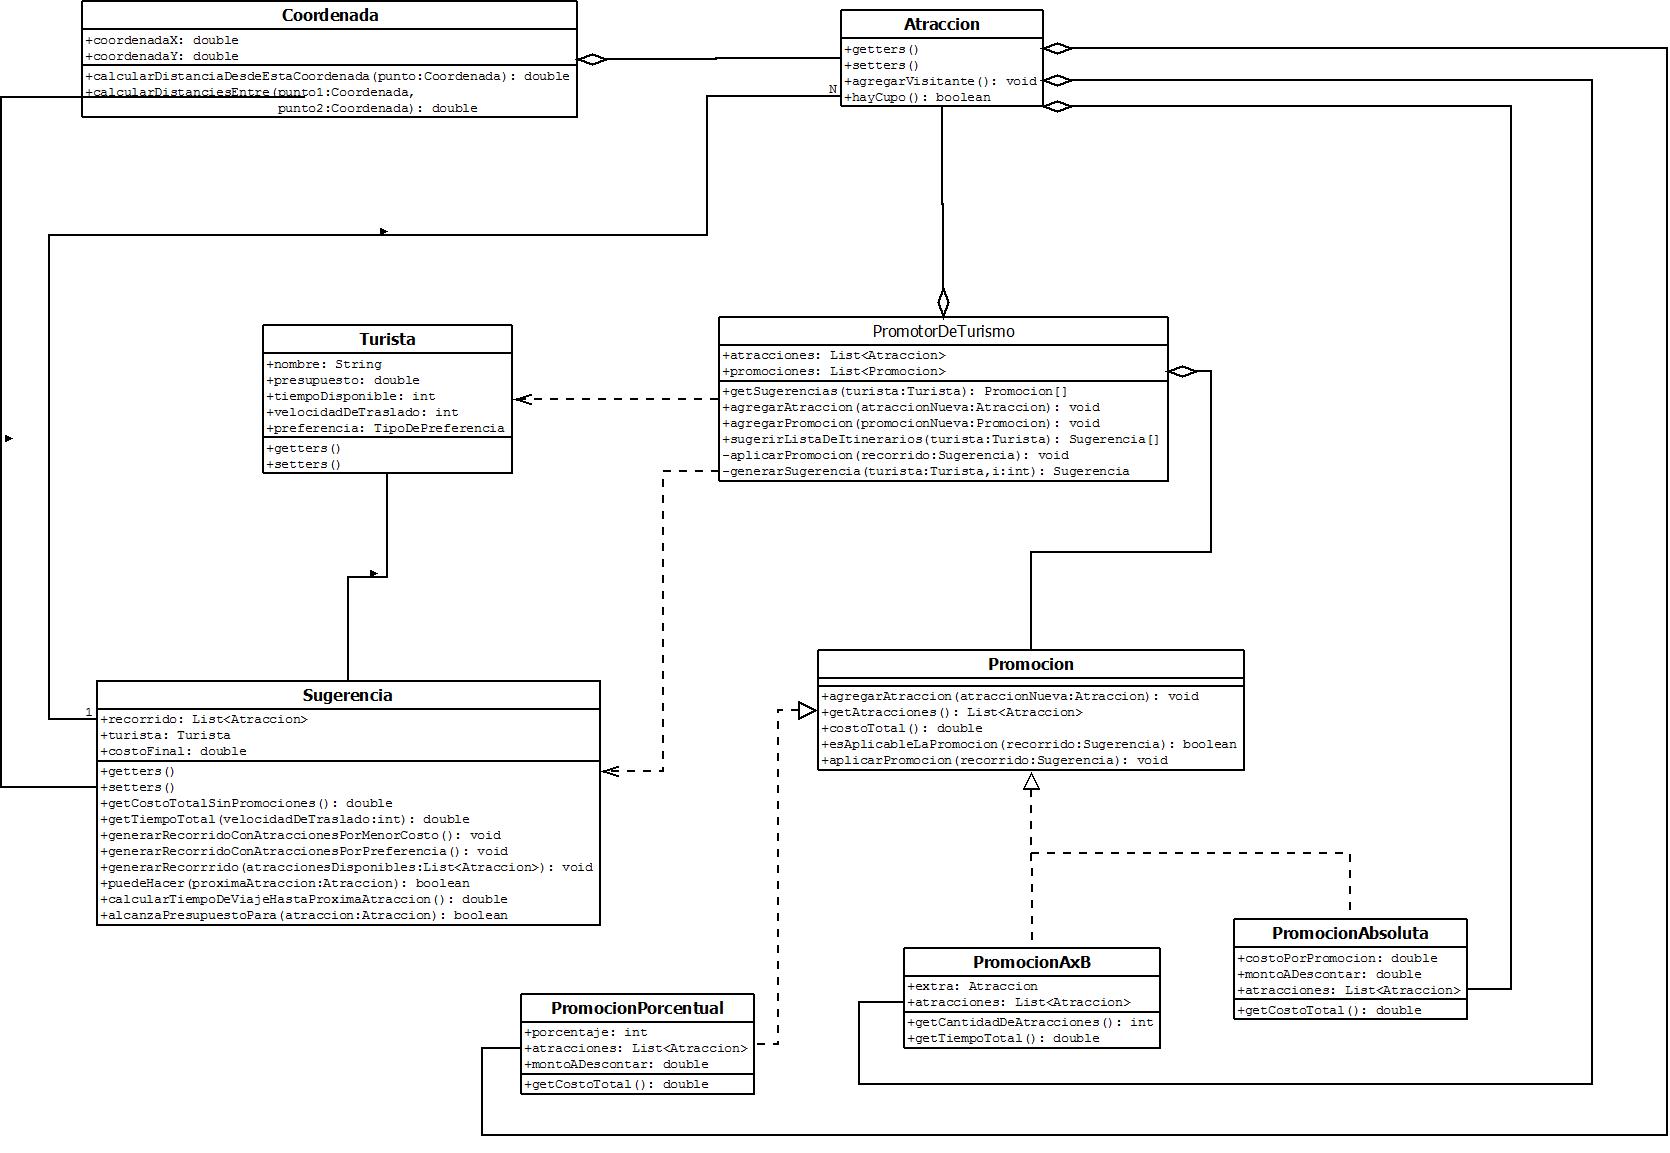 Coordenada
+coordenadaX: double
+coordenadaY: double
+calcularDistanciaDesdeEstaCoordenada(punto:Coordenada): double
+calcularDistanciesEntre(punto1:Coordenada,
punto2:Coordenada): double
Atraccion
+getters()
+setters()
+agregarVisitante(): void
+hayCupo(): boolean
N
Turista
+nombre: String
+presupuesto: double
+tiempoDisponible: int
+velocidadDeTraslado: int
+preferencia: TipoDePreferencia
+getters()
+setters()
PromotorDeTurismo
+atracciones: List<Atraccion>
+promociones: List<Promocion>
+getSugerencias(turista:Turista): Promocion[]
+agregarAtraccion(atraccionNueva:Atraccion): void
+agregarPromocion(promocionNueva:Promocion): void
+sugerirListaDeItinerarios(turista:Turista): Sugerencia[]
-aplicarPromocion(recorrido:Sugerencia): void
-generarSugerencia(turista:Turista,i:int): Sugerencia
1
Sugerencia
+recorrido: List<Atraccion>
+turista: Turista
+costoFinal: double
+getters()
+setters()
+getCostoTotalSinPromociones(): double
+getTiempoTotal(velocidadDeTraslado:int): double
+generarRecorridoConAtraccionesPorMenorCosto(): void
+generarRecorridoConAtraccionesPorPreferencia(): void
+generarRecorrrido(atraccionesDisponibles:List<Atraccion>): void
+puedeHacer(proximaAtraccion:Atraccion): boolean
+calcularTiempoDeViajeHastaProximaAtraccion(): double
+alcanzaPresupuestoPara(atraccion:Atraccion): boolean
Promocion
+agregarAtraccion(atraccionNueva:Atraccion): void
+getAtracciones(): List<Atraccion>
+costoTotal(): double
+esAplicableLaPromocion(recorrido:Sugerencia): boolean
+aplicarPromocion(recorrido:Sugerencia): void
PromocionPorcentual
+porcentaje: int
+atracciones: List<Atraccion>
+montoADescontar: double
+getCostoTotal(): double
PromocionAxB
+extra: Atraccion
+atracciones: List<Atraccion>
+getCantidadDeAtracciones(): int
+getTiempoTotal(): double
PromocionAbsoluta
+costoPorPromocion: double
+montoADescontar: double
+atracciones: List<Atraccion>
+getCostoTotal(): double